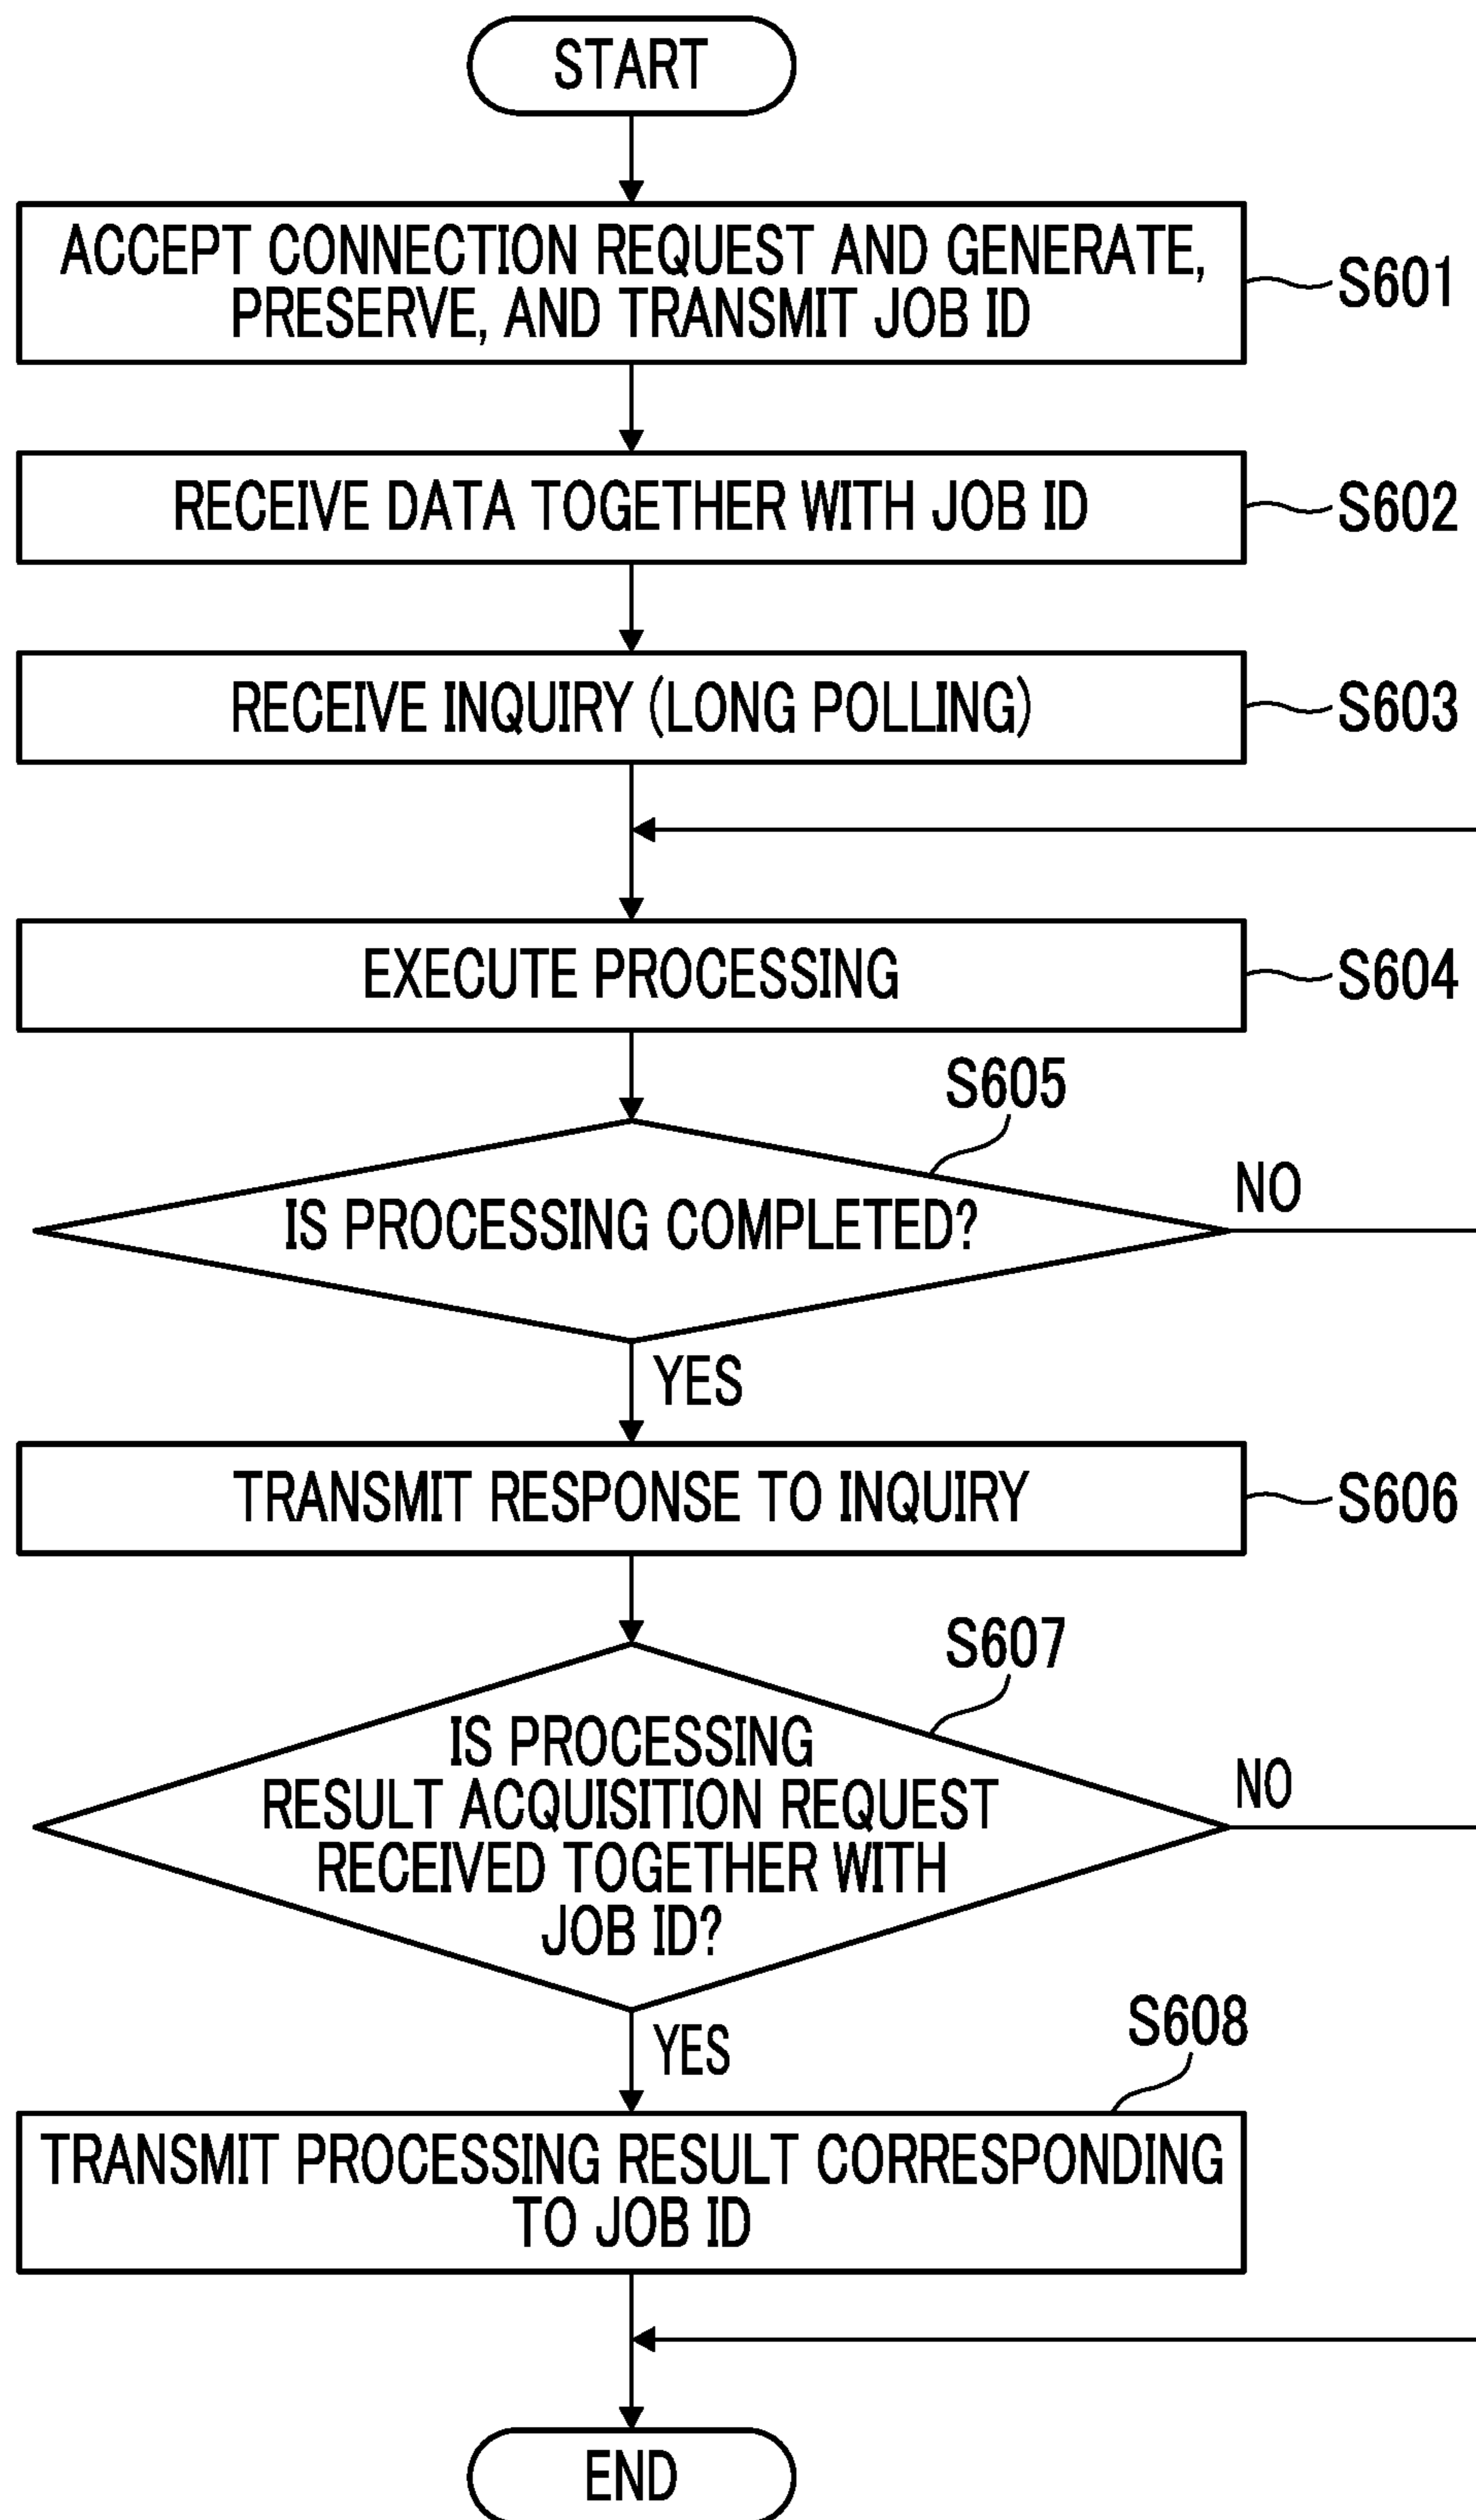 START
ACCEPT CONNECTION REQUEST AND GENERATE,
PRESERVE, AND TRANSMIT JOB ID
S601
RECEIVE DATA TOGETHER WITH JOB ID
S602
RECEIVE INQUIRY (LONG POLLING)
S603
EXECUTE PROCESSING
S604
S605
IS PROCESSING COMPLETED?
NO
YES
TRANSMIT RESPONSE TO INQUIRY
S606
S607
IS PROCESSING
RESULT ACQUISITION REQUEST
RECEIVED TOGETHER WITH
JOB ID?
NO
YES
S608
TRANSMIT PROCESSING RESULT CORRESPONDING
TO JOB ID
END